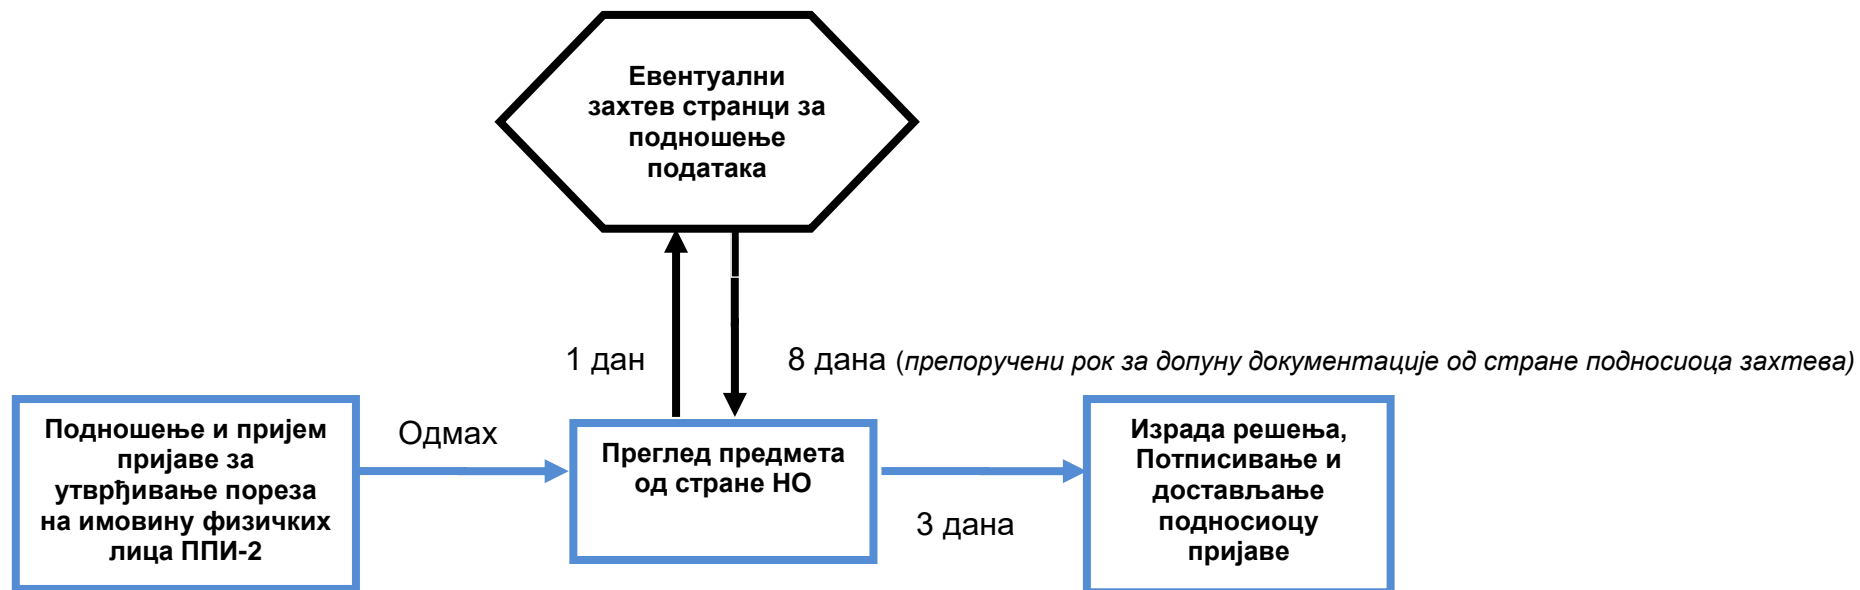 Евентуални
захтев странци за
подношење
података
1 дан
8 дана (препоручени рок за допуну документације од стране подносиоца захтева)
Подношење и пријем
пријаве за
утврђивање пореза
на имовину физичких
лица ППИ-2
Одмах
Преглед предмета
од стране НО
3 дана
Израда решења,
Потписивање и
достављање
подносиоцу
пријаве